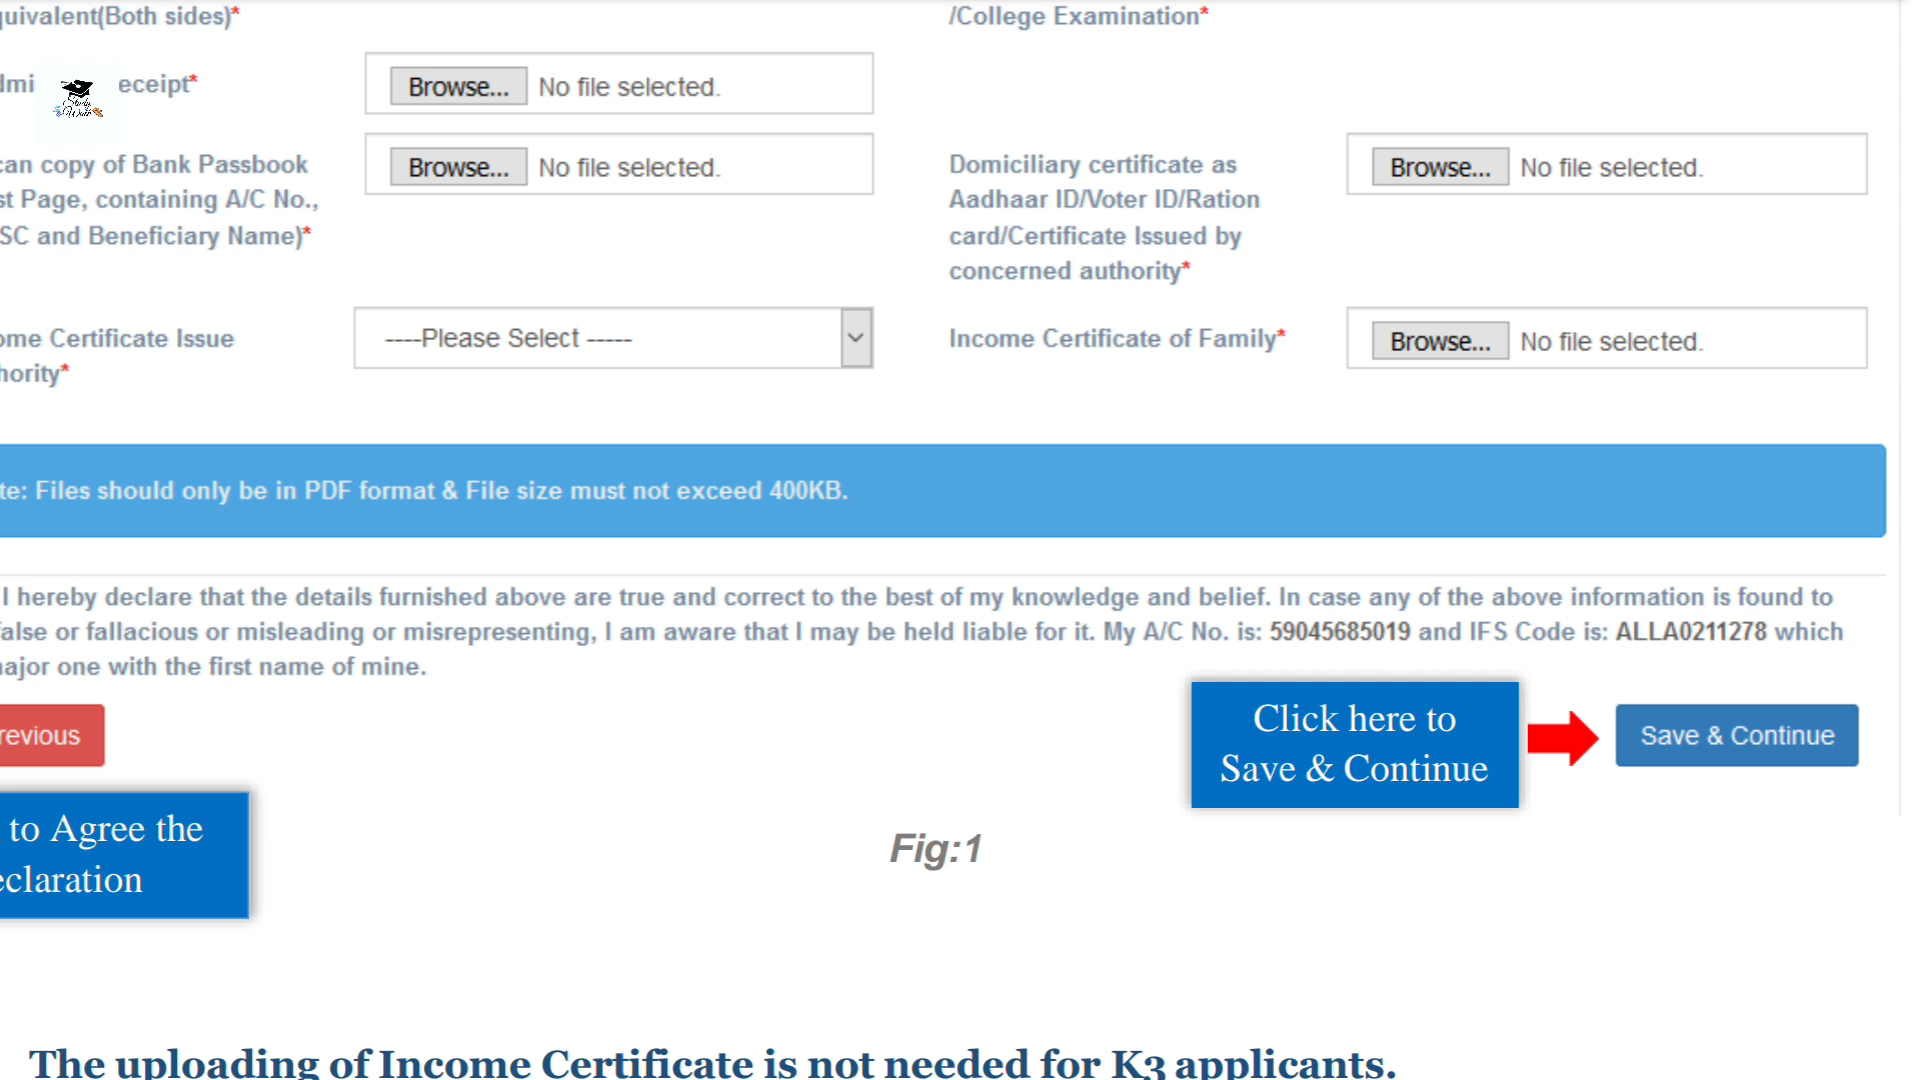 quivalent(Both sides)*
/College Examination*
dmi eceipt*
Study
Browse... No file selected.
can copy of Bank Passbook
st Page, containing A/C No.,
SC and Beneficiary Name)*
Browse... No file selected.
Domiciliary certificate as
Aadhaar ID/Voter ID/Ration
card/Certificate Issued by
concerned authority*
Browse... No file selected.
ome Certificate Issue
hority*
----Please Select -----
Income Certificate of Family*
Browse... No file selected.
te: Files should only be in PDF format & File size must not exceed 400KB.
I hereby declare that the details furnished above are true and correct to the best of my knowledge and belief. In case any of the above information is found to
false or fallacious or misleading or misrepresenting, I am aware that I may be held liable for it. My A/C No. is: 59045685019 and IFS Code is: ALLA0211278 which
major one with the first name of mine.
revious
Click here to
Save & Continue
Save & Continue
to Agree the
eclaration
Fig:1
The uploading of Income Certificate is not needed for K3 applicants.